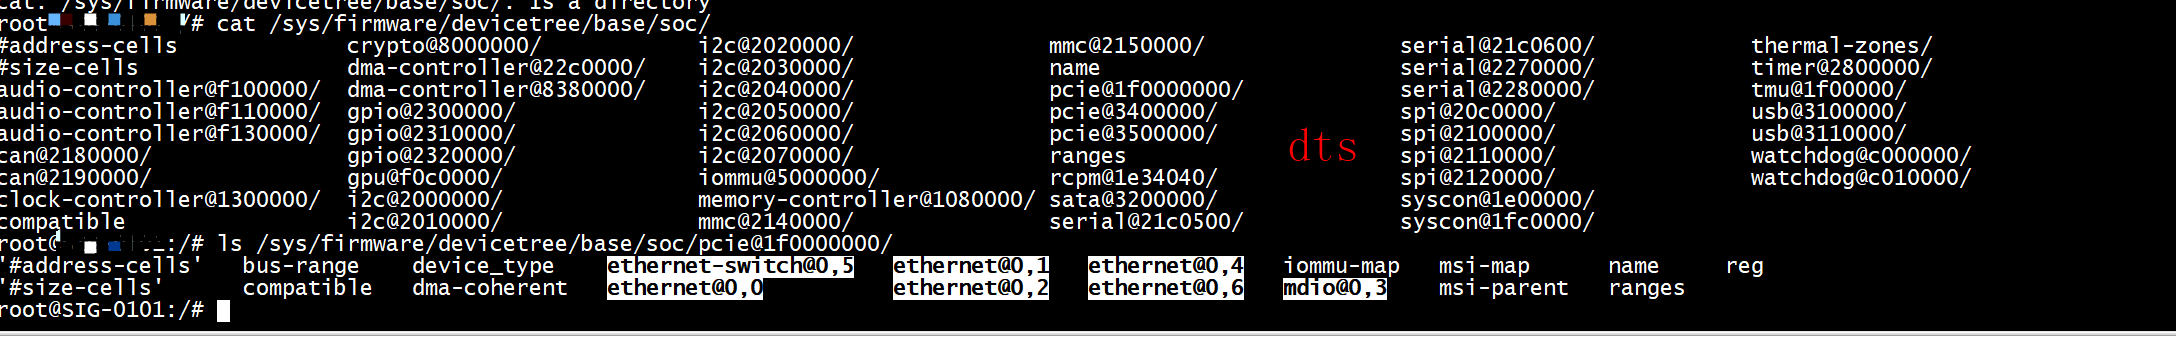 cat: /sys/firmware/devicetree/base/soc/: is a directory
root /# cat /sys/firmware/devicetree/base/soc/
#address-cells crypto@8000000/ i2c@2020000/ mmc@2150000/ serial@21c0600/ thermal-zones/
#size-cells dma-controller@22c0000/ i2c@2030000/ name serial@2270000/ timer@2800000/
audio-controller@f100000/ dma-controller@8380000/ i2c@2040000/ pcie@1f0000000/ serial@2280000/ tmu@1f00000/
audio-controller@f110000/ gpio@2300000/ i2c@2050000/ pcie@3400000/ spi@20c0000/ usb@3100000/
audio-controller@f130000/ gpio@2310000/ i2c@2060000/ pcie@3500000/ dts spi@2100000/ usb@3110000/
can@2180000/ gpio@2320000/ i2c@2070000/ ranges spi@2110000/ watchdog@c000000/
can@2190000/ gpu@f0c0000/ iommu@5000000/ rcpm@1e34040/ spi@2120000/ watchdog@c010000/
clock-controller@1300000/ i2c@2000000/ memory-controller@1080000/ sata@3200000/ syscon@1e00000/
compatible i2c@2010000/ mmc@2140000/ serial@21c0500/ syscon@1fc0000/
root@ :/# ls /sys/firmware/devicetree/base/soc/pcie@1f0000000/
'#address-cells' bus-range device_type ethernet-switch@0,5 ethernet@0,1 ethernet@0,4 iommu-map msi-map name reg
'#size-cells' compatible dma-coherent ethernet@0,0 ethernet@0,2 ethernet@0,6 mdio@0,3 msi-parent ranges
root@SIG-0101:/#